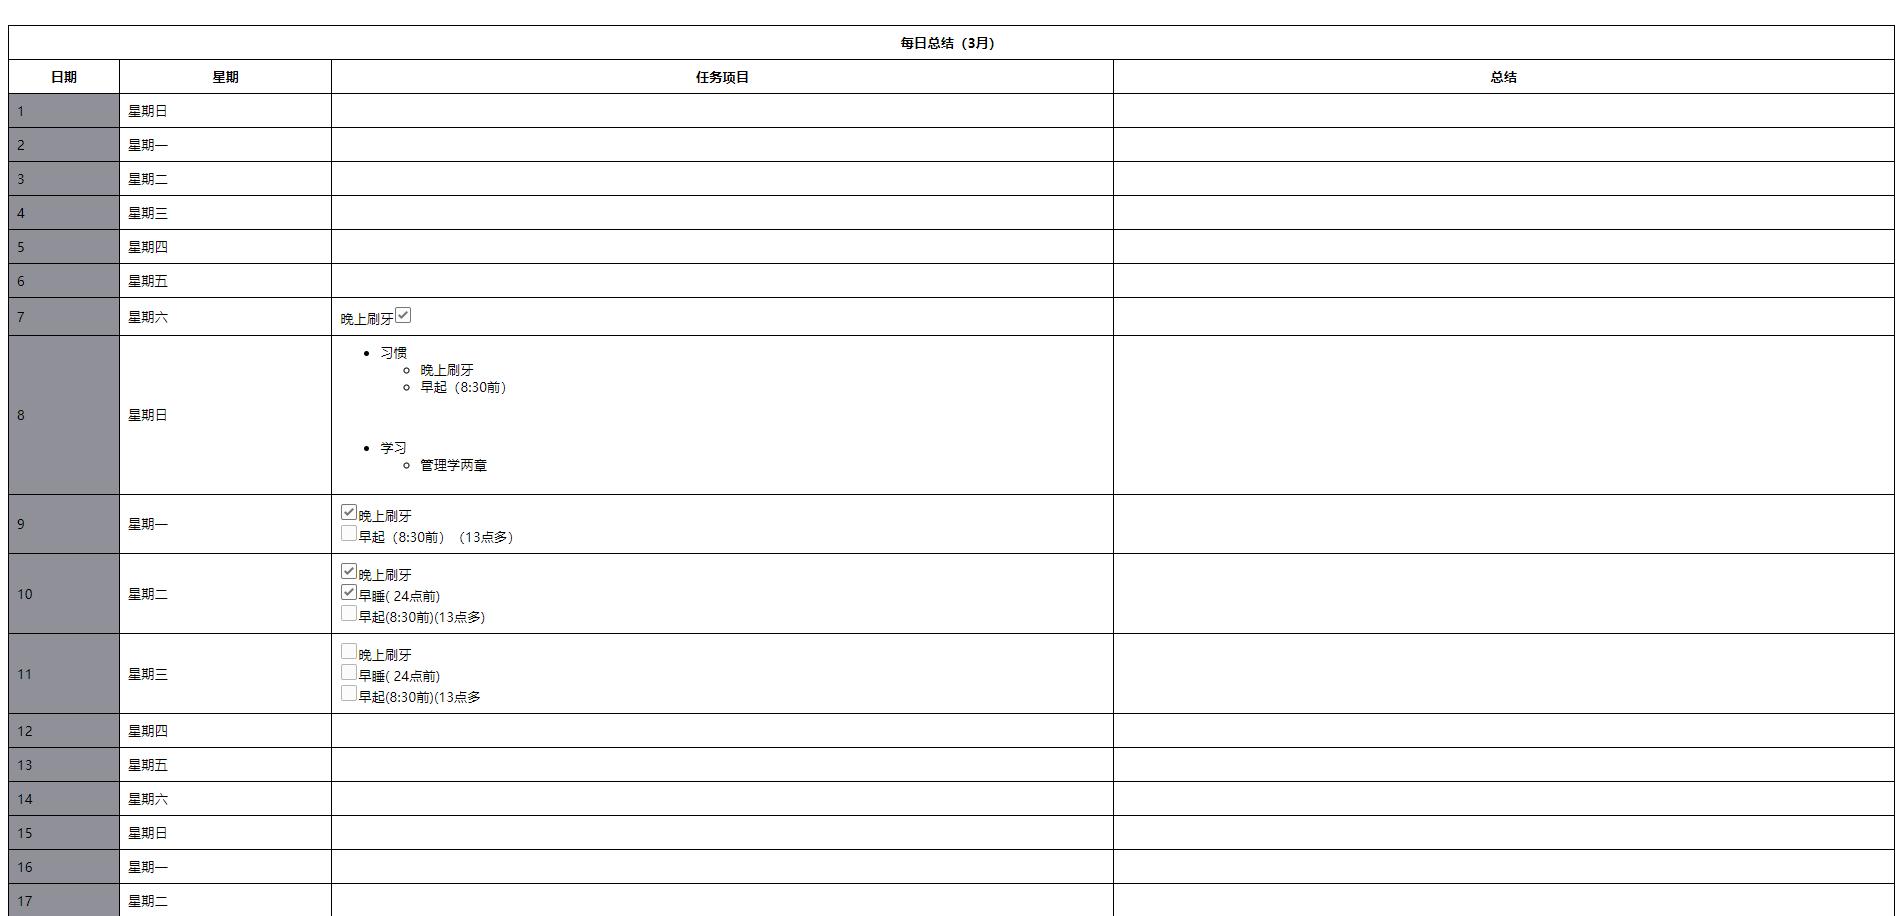 每日总结（3月）
日期 星期 任务项目 总结
1 星期日
2 星期一
3 星期二
4 星期三
5 星期四
6 星期五
7 星期六 晚上刷牙
8 星期日
习惯
晚上刷牙
早起（8:30前）
学习
管理学两章
9 星期一
晚上刷牙
早起（8:30前）（13点多）
10 星期二
晚上刷牙
早睡( 24点前)
早起(8:30前)(13点多)
11 星期三
晚上刷牙
早睡( 24点前)
早起(8:30前)(13点多
12 星期四
13 星期五
14 星期六
15 星期日
16 星期一
17 星期二